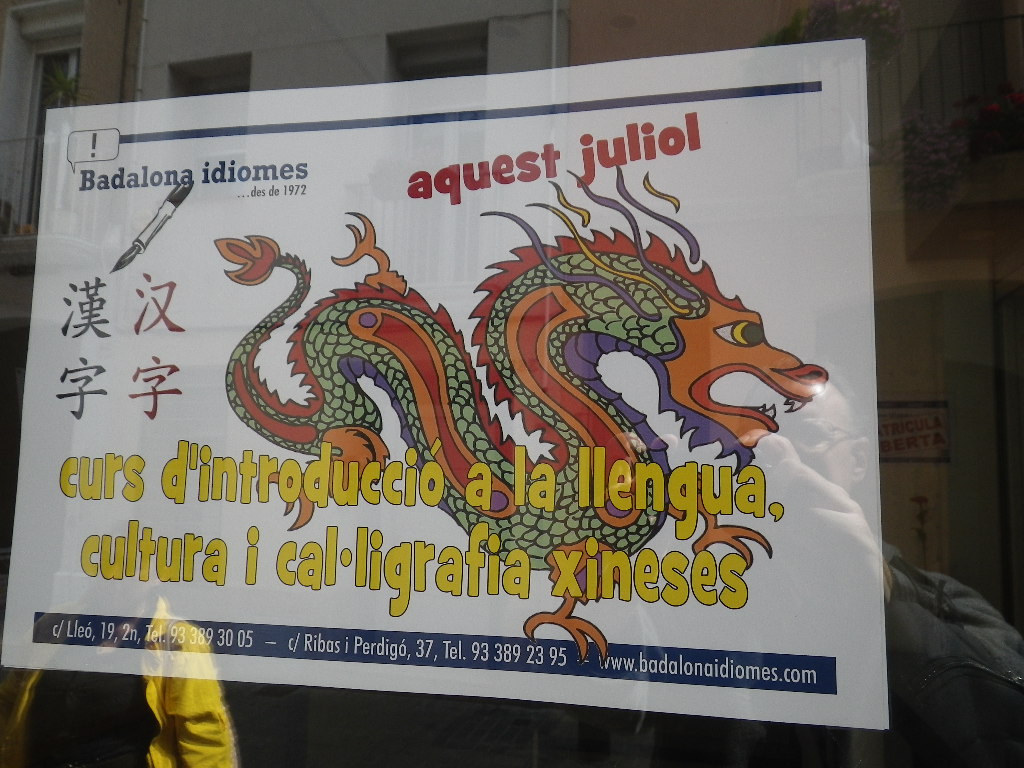 !
Badalona idiomes
...des de 1972
aquest juliol
漢 汉
字 字
curs d'introducció a la llengua,
cultura i cal·ligrafia xineses
c/ Lleó, 19, 2n, Tel. 93 389 30 05 – c/ Ribas i Perdigó, 37, Tel. 93 389 23 95 – www.badalonaidiomes.com